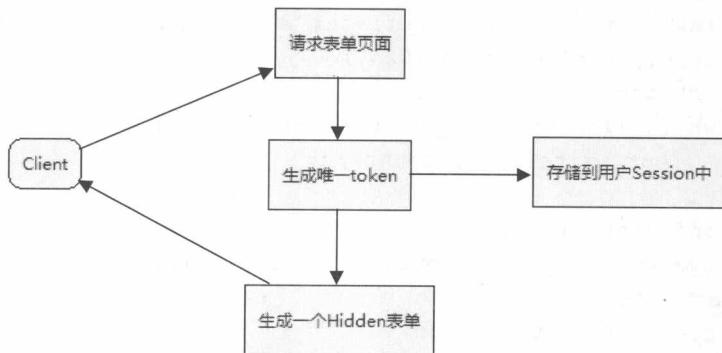 请求表单页面
Client
生成唯一token
存储到用户Session中
生成一个Hidden表单